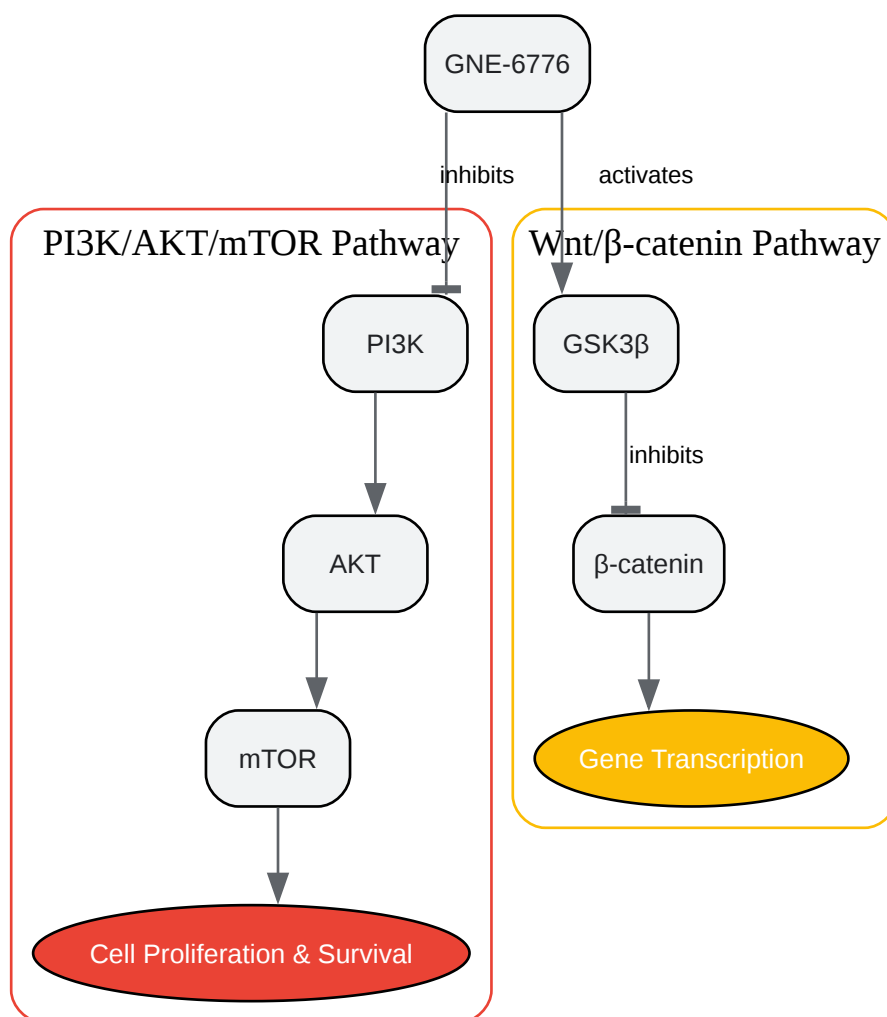 GNE-6776
inhibits
activates
PI3K/AKT/mTOR Pathway
Wnt/β-catenin Pathway
PI3K
GSK3β
inhibits
AKT
β-catenin
mTOR
Gene Transcription
Cell Proliferation & Survival